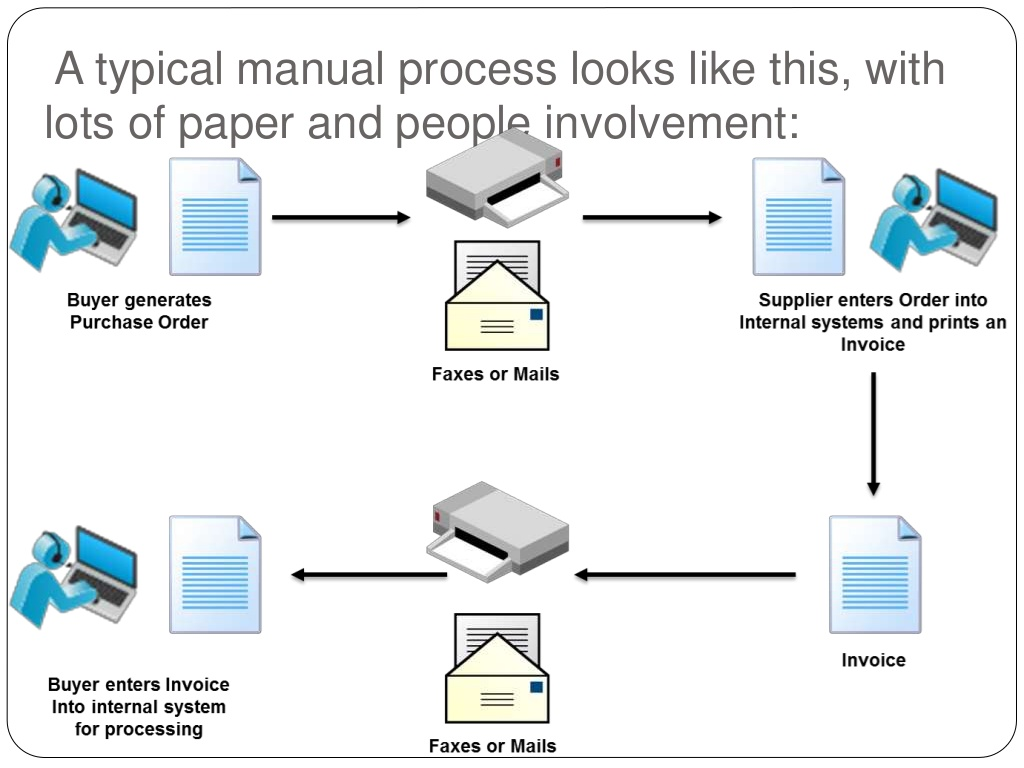 A typical manual process looks like this, with
lots of paper and people involvement:
Buyer generates
Purchase Order
Faxes or Mails
Supplier enters Order into
Internal systems and prints an
Invoice
Invoice
Faxes or Mails
Buyer enters Invoice
Into internal system
for processing